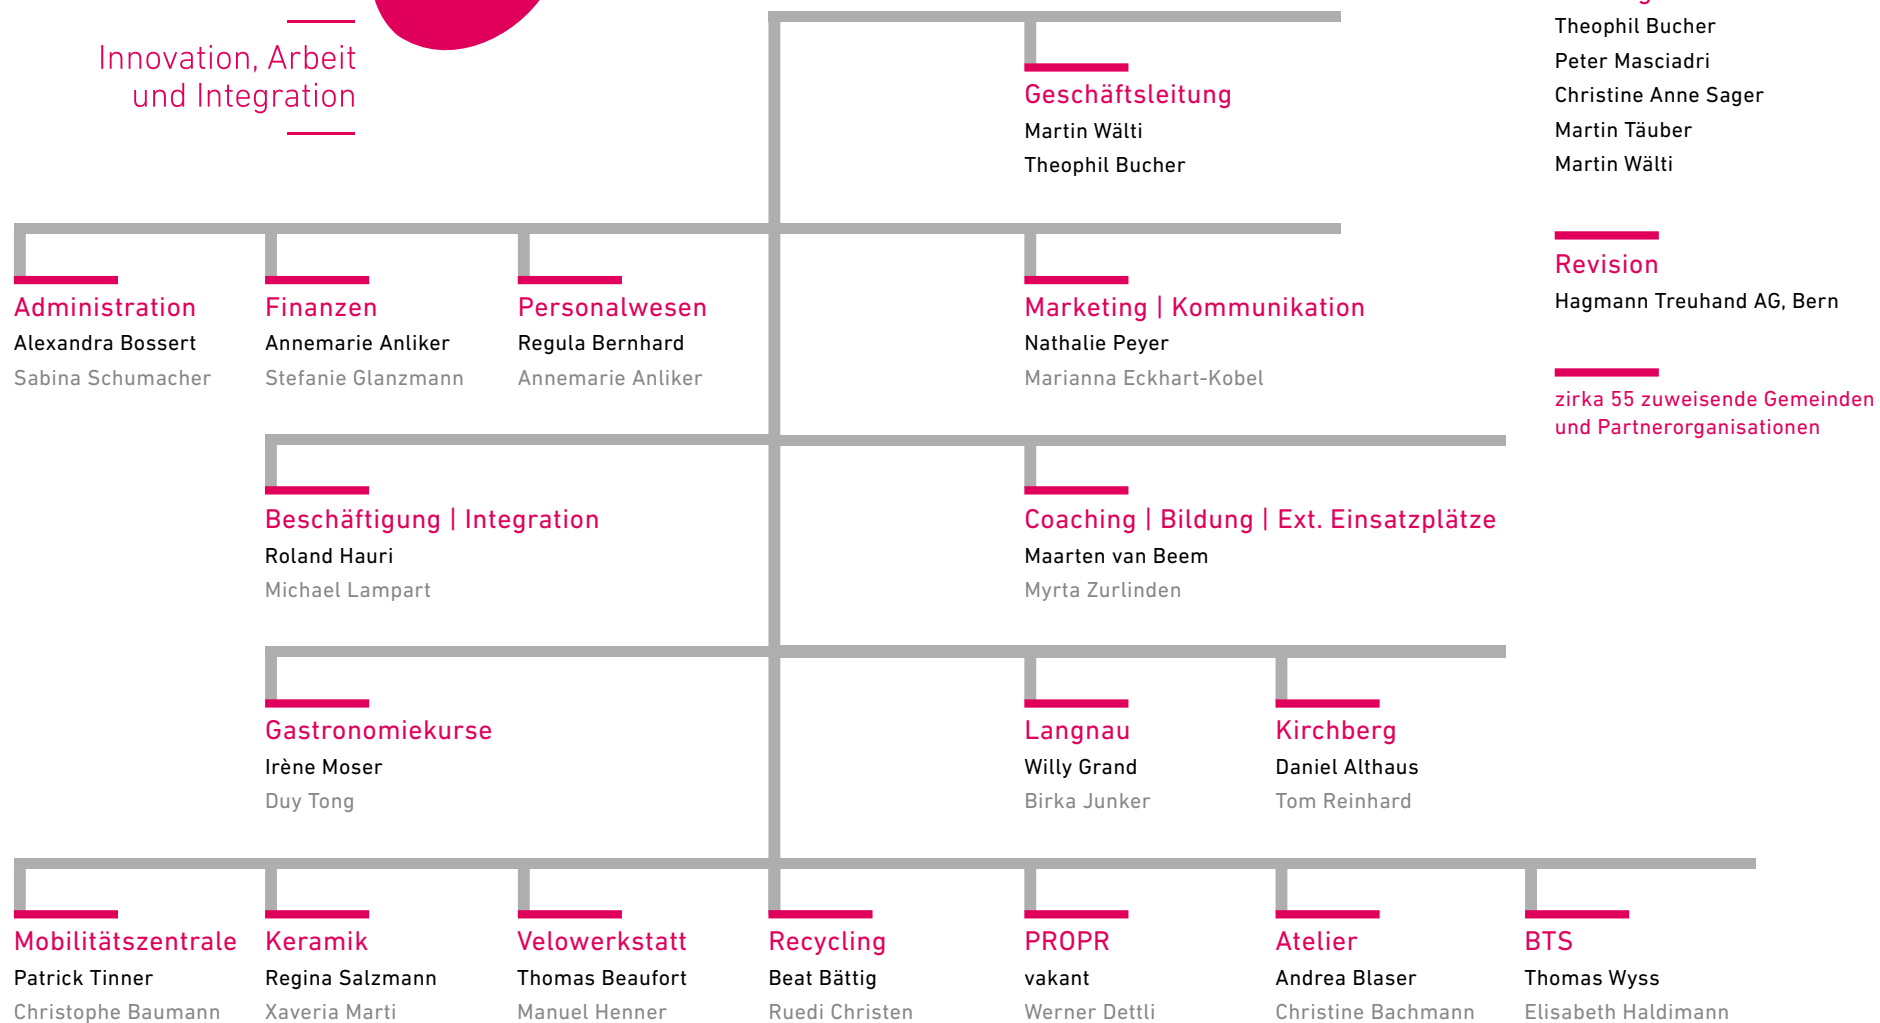 Innovation, Arbeit
und Integration
Geschäftsleitung
Martin Wälti
Theophil Bucher
Theophil Bucher
Peter Masciadri
Christine Anne Sager
Martin Täuber
Martin Wälti
Revision
Hagmann Treuhand AG, Bern
zirka 55 zuweisende Gemeinden
und Partnerorganisationen
Administration
Alexandra Bossert
Sabina Schumacher
Finanzen
Annemarie Anliker
Stefanie Glanzmann
Personalwesen
Regula Bernhard
Annemarie Anliker
Marketing | Kommunikation
Nathalie Peyer
Marianna Eckhart-Kobel
Beschäftigung | Integration
Roland Hauri
Michael Lampart
Coaching | Bildung | Ext. Einsatzplätze
Maarten van Beem
Myrta Zurlinden
Gastronomiekurse
Irène Moser
Duy Tong
Langnau
Willy Grand
Birka Junker
Kirchberg
Daniel Althaus
Tom Reinhard
Mobilitätszentrale
Patrick Tinner
Christophe Baumann
Keramik
Regina Salzmann
Xaveria Marti
Velowerkstatt
Thomas Beaufort
Manuel Henner
Recycling
Beat Bättig
Ruedi Christen
PROPR
vakant
Werner Dettli
Atelier
Andrea Blaser
Christine Bachmann
BTS
Thomas Wyss
Elisabeth Haldimann